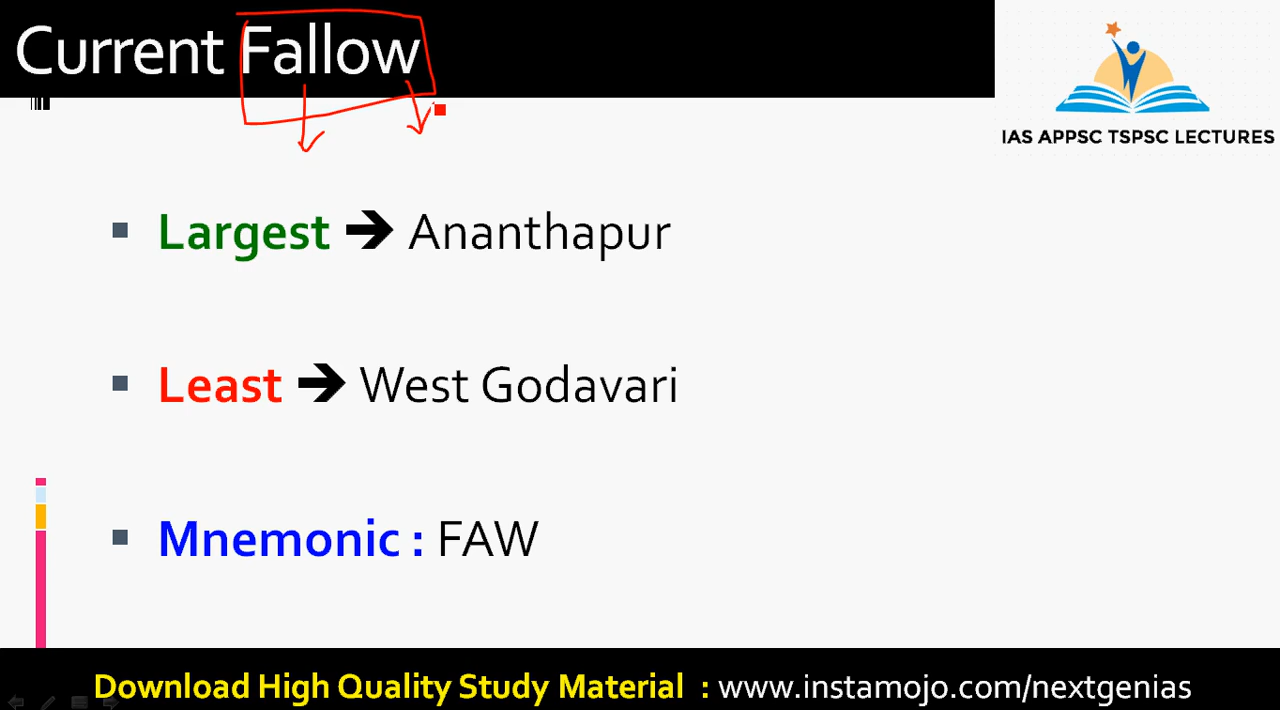 Current Fallow
IAS APPSC TSPSC LECTURES
Largest ➔ Ananthapur
Least ➔ West Godavari
Mnemonic : FAW
Download High Quality Study Material : www.instamojo.com/nextgenias